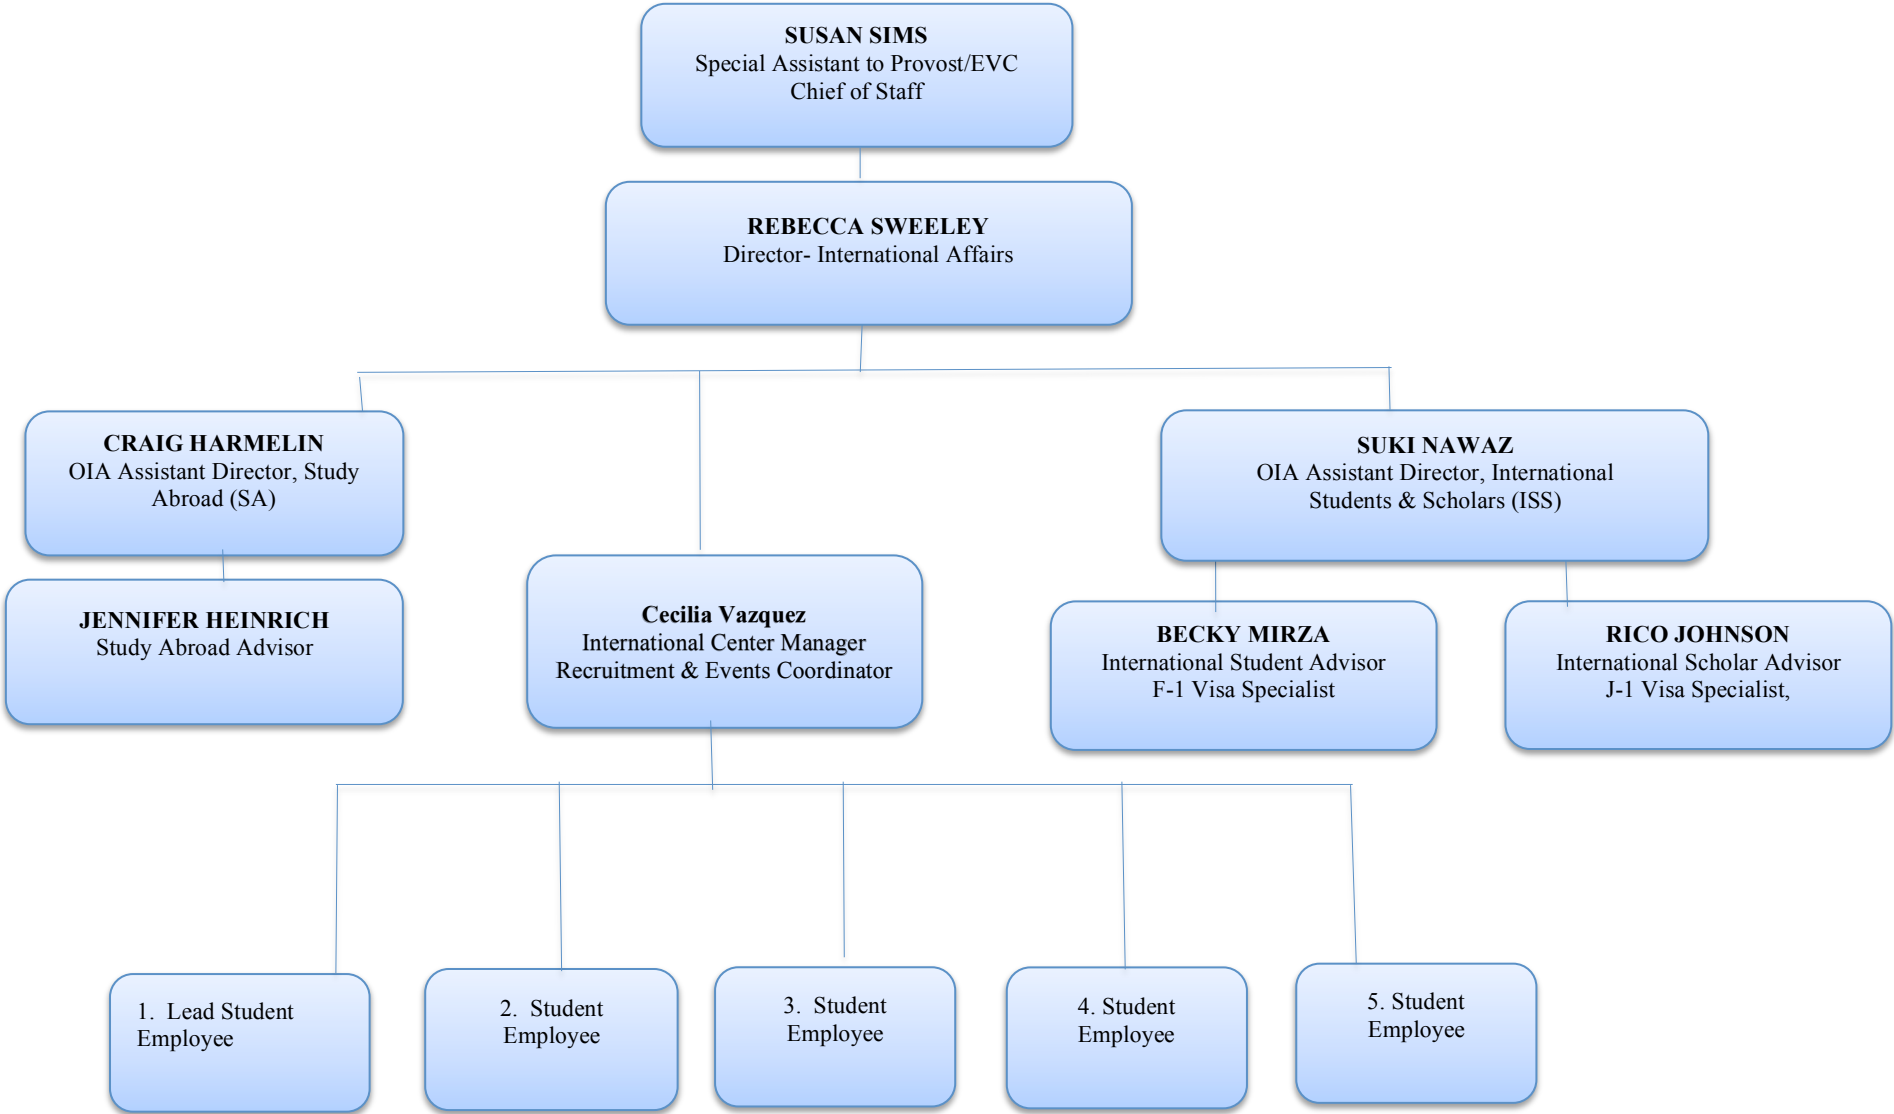 SUSAN SIMS
Special Assistant to Provost/EVC
Chief of Staff
REBECCA SWEELEY
Director- International Affairs
CRAIG HARMELIN
OIA Assistant Director, Study
Abroad (SA)
SUKI NAWAZ
OIA Assistant Director, International
Students & Scholars (ISS)
JENNIFER HEINRICH
Study Abroad Advisor
Cecilia Vazquez
International Center Manager
Recruitment & Events Coordinator
BECKY MIRZA
International Student Advisor
F-1 Visa Specialist
RICO JOHNSON
International Scholar Advisor
J-1 Visa Specialist,
1. Lead Student
Employee
2. Student
Employee
3. Student
Employee
4. Student
Employee
5. Student
Employee